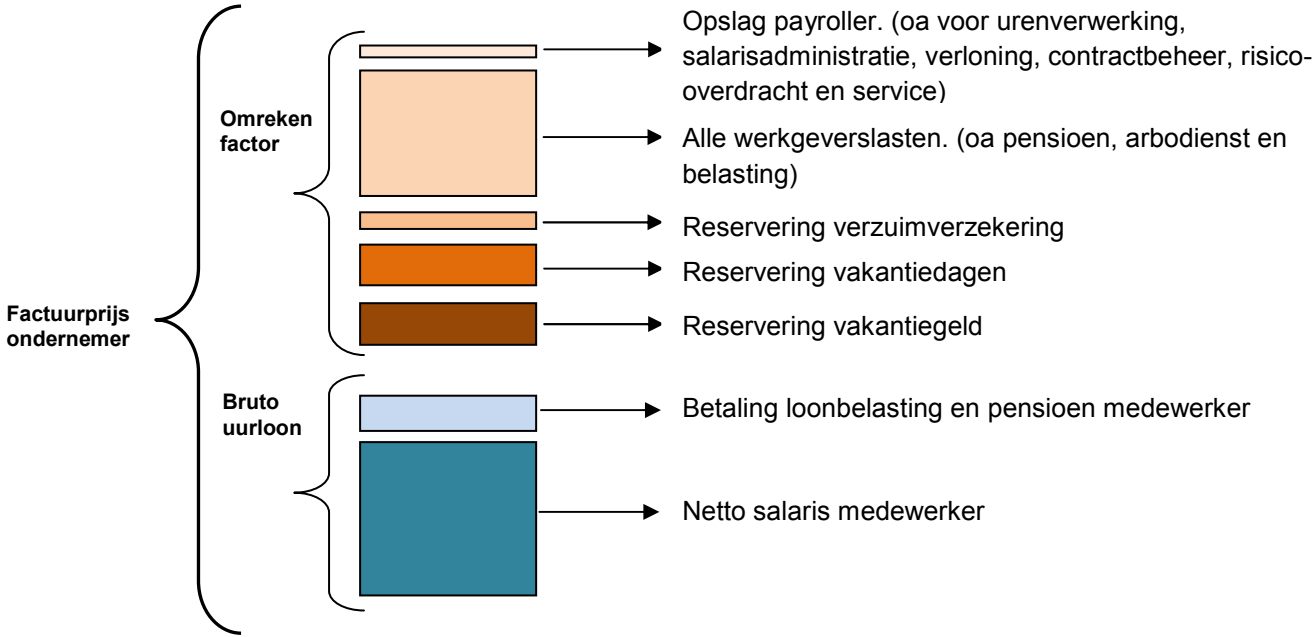 Opslag payroller. (oa voor urenverwerking,
salarisadministratie, verloning, contractbeheer, risico-
overdracht en service)
Omreken
factor
Alle werkgeverslasten. (oa pensioen, arbodienst en
belasting)
Reservering verzuimverzekering
Reservering vakantiedagen
Reservering vakantiegeld
Factuurprijs
ondernemer
Bruto
uurloon
Betaling loonbelasting en pensioen medewerker
Netto salaris medewerker